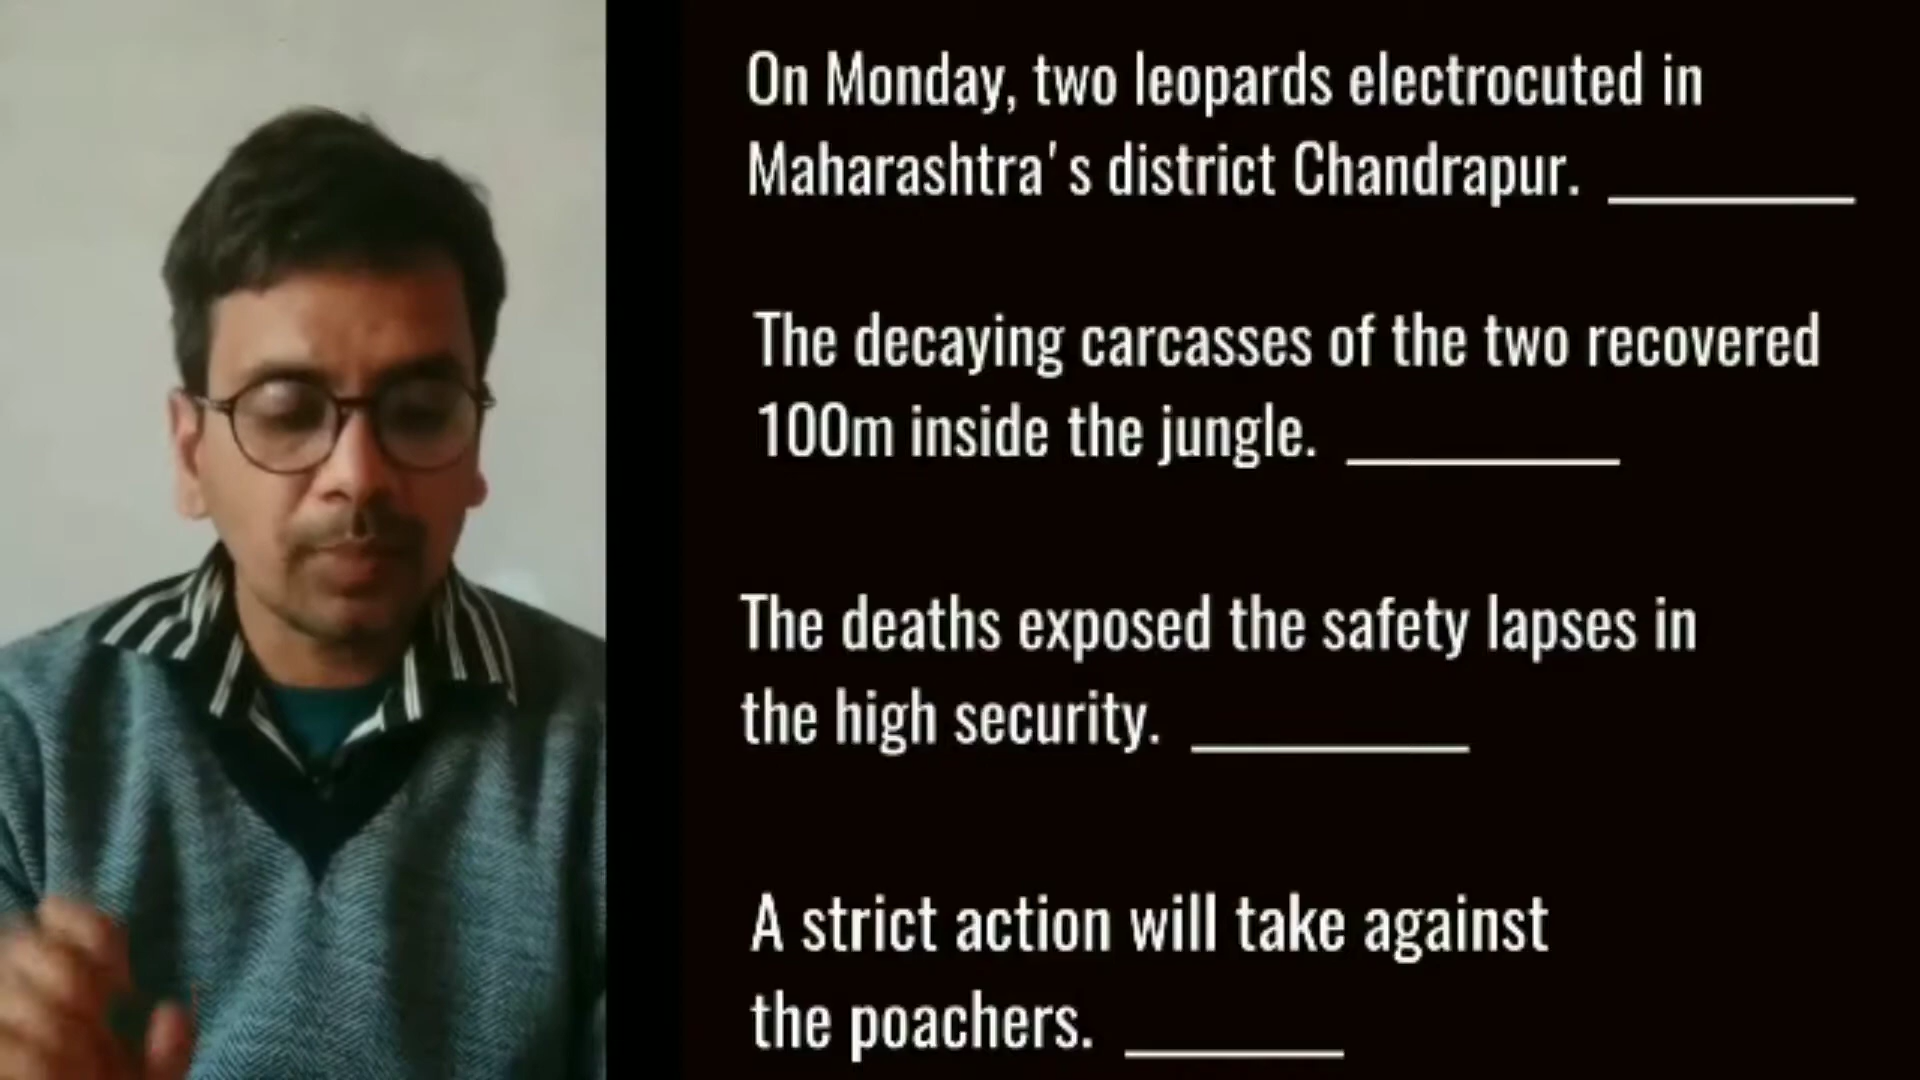 On Monday, two leopards electrocuted in
Maharashtra's district Chandrapur. ________
The decaying carcasses of the two recovered
100m inside the jungle. ________
The deaths exposed the safety lapses in
the high security. ________
A strict action will take against
the poachers. ________